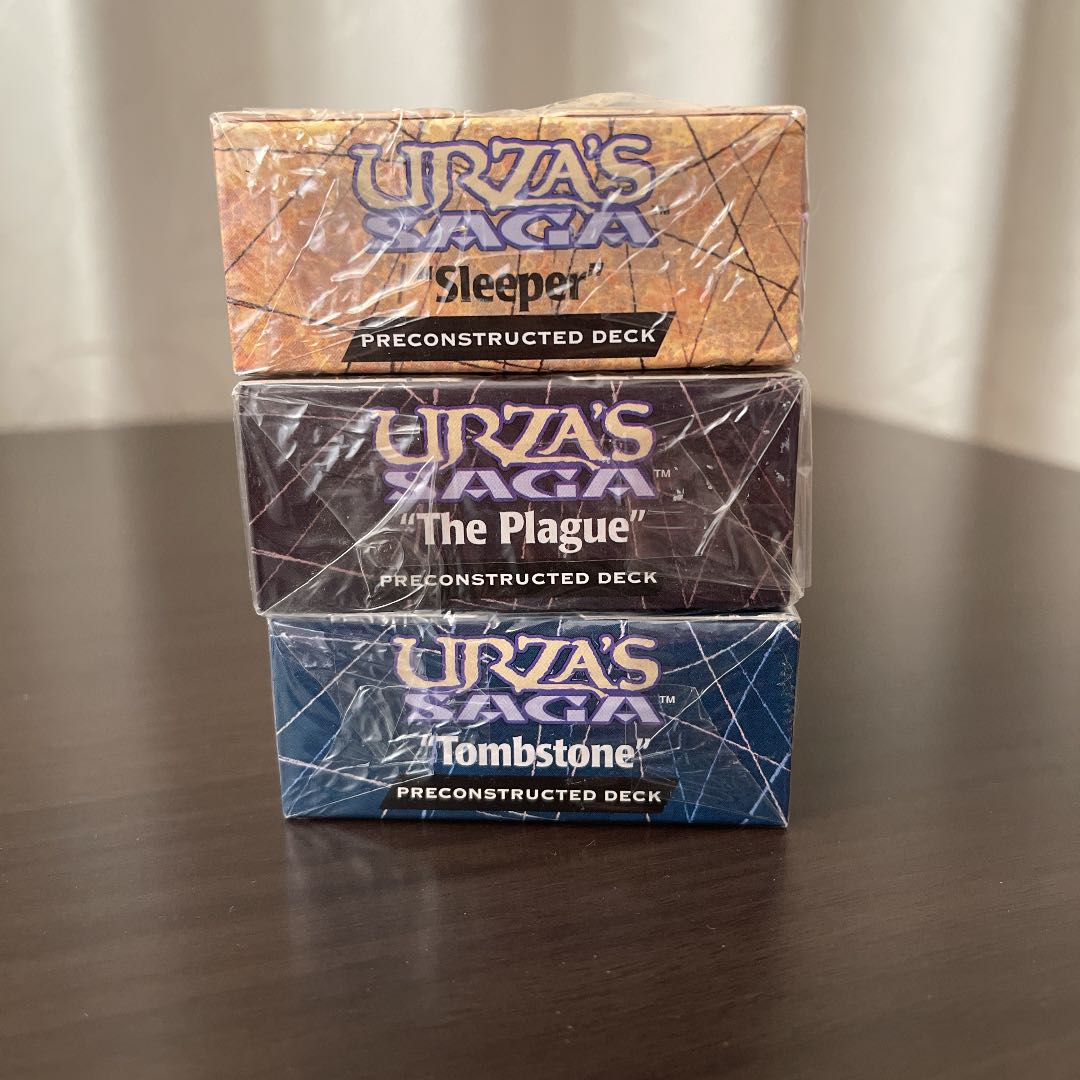 URZA'S
SAGA™
"Sleeper"
PRECONSTRUCTED DECK
URZA'S
SAGA™
"The Plague"
PRECONSTRUCTED DECK
URZA'S
SAGA™
"Tombstone"
PRECONSTRUCTED DECK